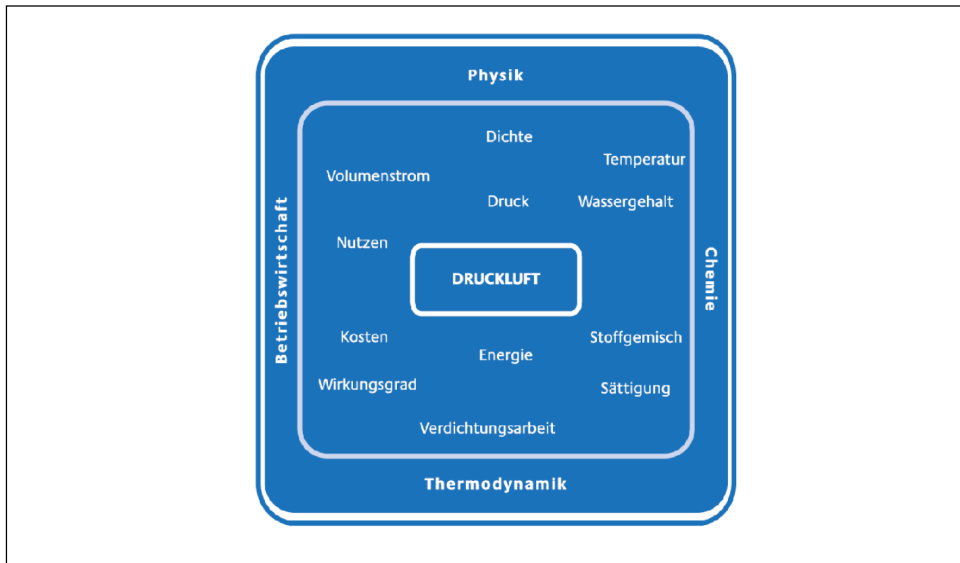 Physik
Dichte
Temperatur
Volumenstrom
Druck
Wassergehalt
Nutzen
Betriebswirtschaft
DRUCKLUFT
Chemie
Kosten
Energie
Stoffgemisch
Wirkungsgrad
Sättigung
Verdichtungsarbeit
Thermodynamik